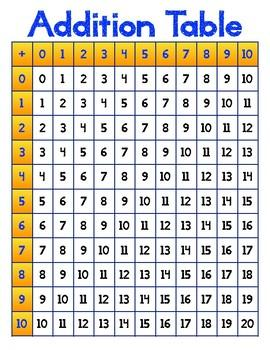 Addition Table
+ 0 1 2 3 4 5 6 7 8 9 10
0 0 1 2 3 4 5 6 7 8 9 10
1 1 2 3 4 5 6 7 8 9 10 11
2 2 3 4 5 6 7 8 9 10 11 12
3 3 4 5 6 7 8 9 10 11 12 13
4 4 5 6 7 8 9 10 11 12 13 14
5 5 6 7 8 9 10 11 12 13 14 15
6 6 7 8 9 10 11 12 13 14 15 16
7 7 8 9 10 11 12 13 14 15 16 17
8 8 9 10 11 12 13 14 15 16 17 18
9 9 10 11 12 13 14 15 16 17 18 19
10 10 11 12 13 14 15 16 17 18 19 20